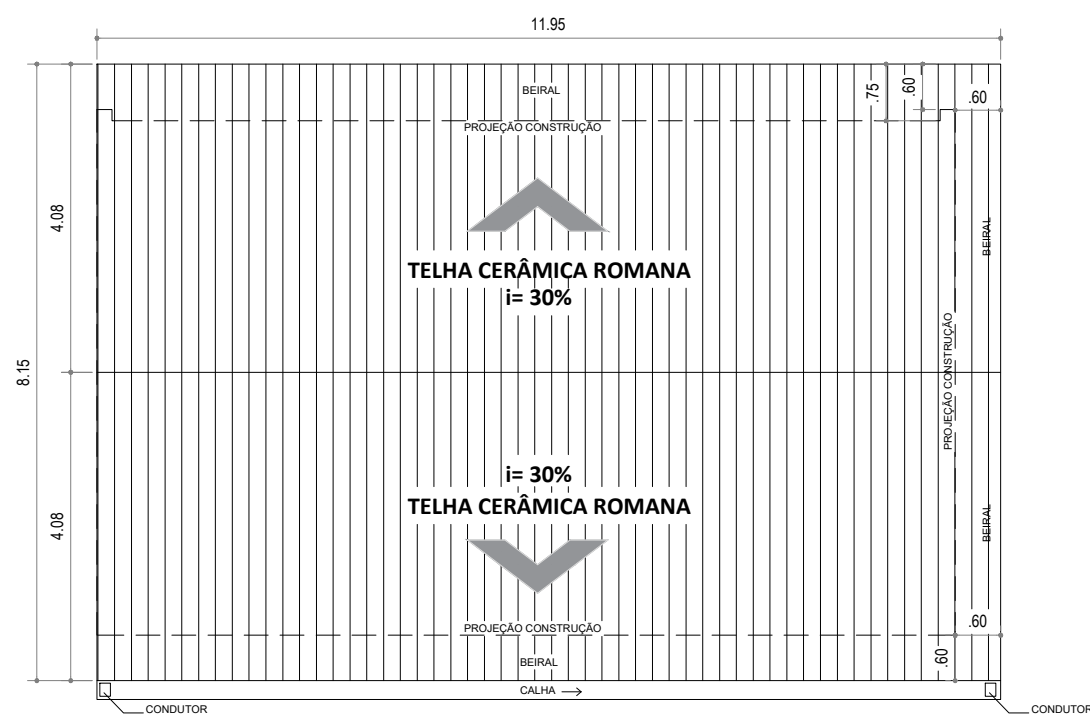 11.95
BEIRAL
.75
.60
.60
PROJEÇÃO CONSTRUÇÃO
4.08
BEIRAL
TELHA CERÂMICA ROMANA
i= 30%
PROJEÇÃO CONSTRUÇÃO
8.15
i= 30%
TELHA CERÂMICA ROMANA
4.08
BEIRAL
PROJEÇÃO CONSTRUÇÃO
.60
.60
BEIRAL
CALHA
CONDUTOR
CONDUTOR